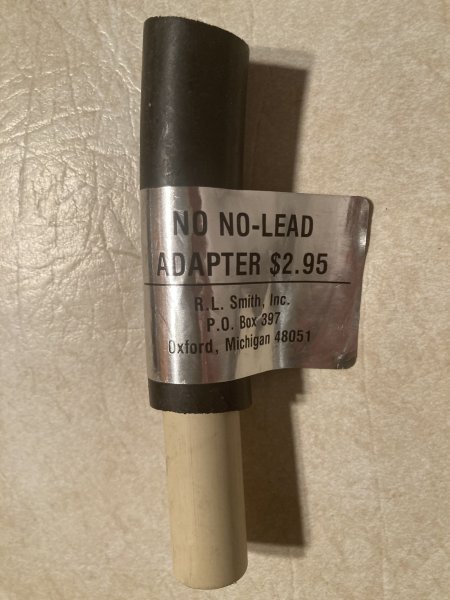 NO NO-LEAD
ADAPTER $2.95
R.L. Smith, Inc.
P.O. Box 397
Oxford, Michigan 48051